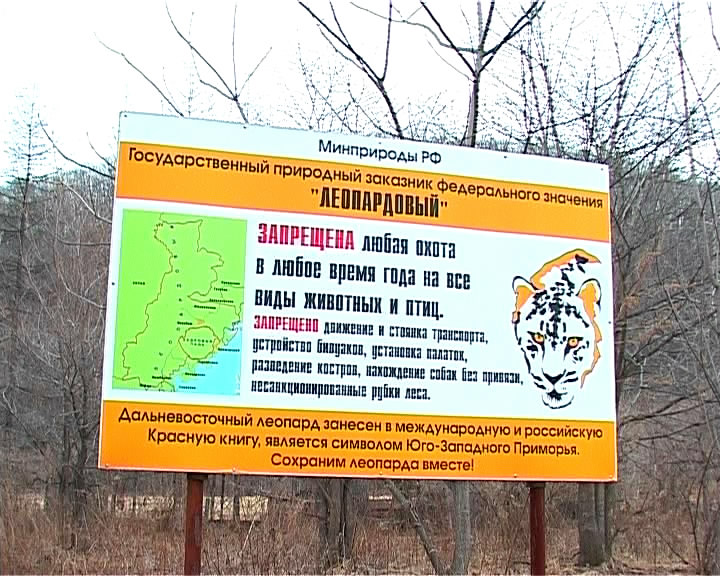 Минприроды РФ
Государственный природный заказник федерального значения
"ЛЕОПАРДОВЫЙ"
ЗАПРЕЩЕНА любая охота
в любое время года на все
виды животных и птиц.
ЗАПРЕЩЕНО движение и стоянка транспорта,
устройство биваков, установка палаток,
разведение костров, нахождение собак без привязи,
несанкционированные рубки леса.
Дальневосточный леопард занесен в международную и российскую
Красную книгу, является символом Юго-Западного Приморья.
Сохраним леопарда вместе!